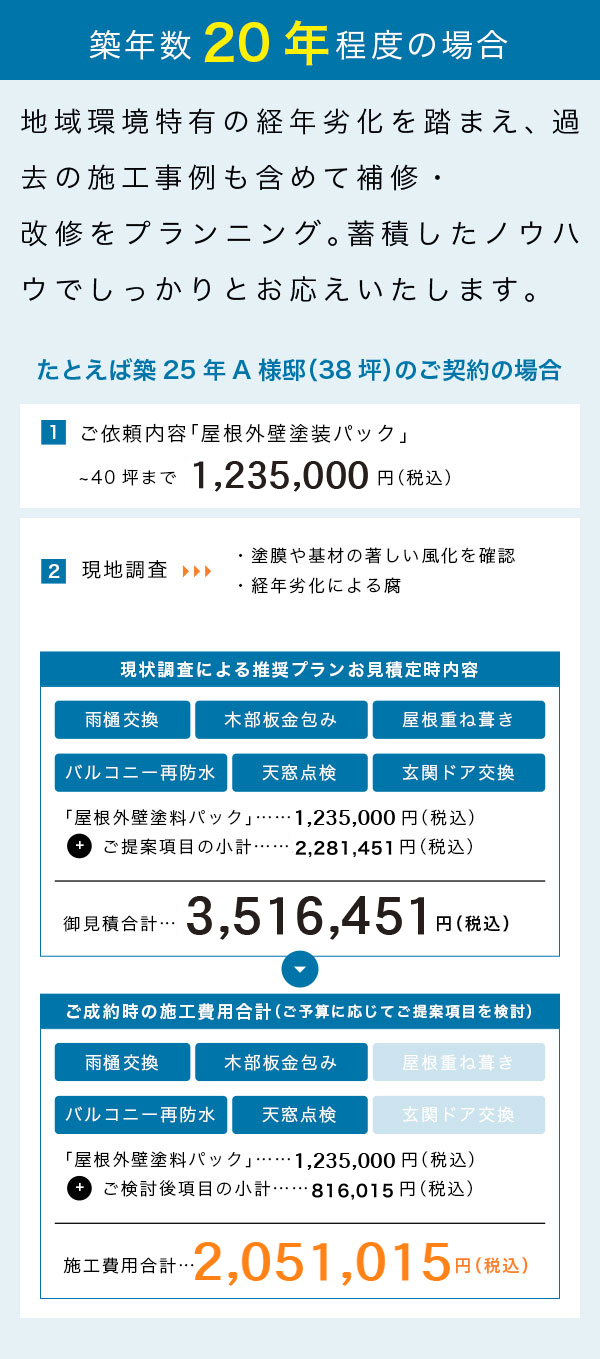 築年数 20 年程度の場合
地域環境特有の経年劣化を踏まえ、過
去の施工事例も含めて補修・
改修をプランニング。蓄積したノウハ
ウでしっかりとお応えいたします。
たとえば築 25 年 A 様邸（38 坪）のご契約の場合
1 ご依頼内容「屋根外壁塗装パック」
~40 坪まで 1,235,000 円（税込）
2 現地調査
・塗膜や基材の著しい風化を確認
・経年劣化による腐
現状調査による推奨プランお見積定時内容
雨樋交換 木部板金包み 屋根重ね葺き
バルコニー再防水 天窓点検 玄関ドア交換
「屋根外壁塗料パック」……1,235,000 円（税込）
+ ご提案項目の小計……2,281,451 円（税込）
御見積合計…3,516,451 円（税込）
ご成約時の施工費用合計（ご予算に応じてご提案項目を検討）
雨樋交換 木部板金包み 屋根重ね葺き
バルコニー再防水 天窓点検 玄関ドア交換
「屋根外壁塗料パック」……1,235,000 円（税込）
+ ご検討後項目の小計……816,015 円（税込）
施工費用合計…2,051,015 円（税込）